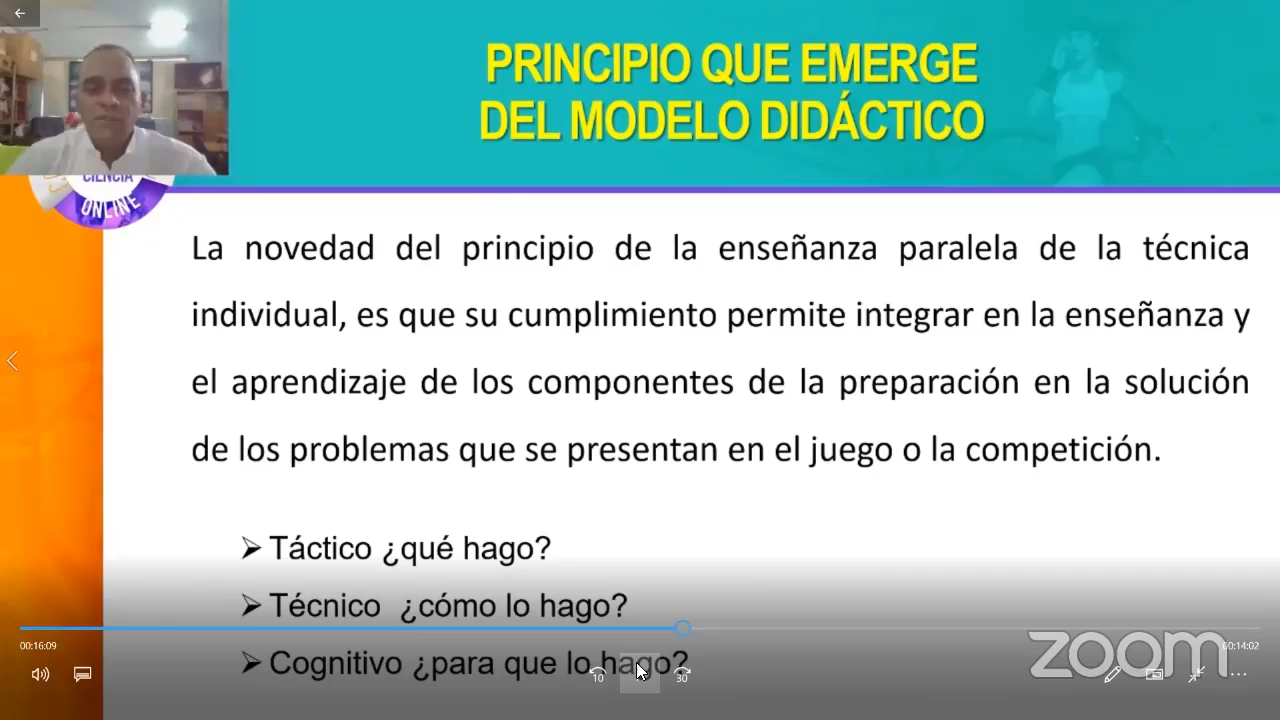 PRINCIPIO QUE EMERGE
DEL MODELO DIDÁCTICO
CIENCIA
ONLINE
La novedad del principio de la enseñanza paralela de la técnica
individual, es que su cumplimiento permite integrar en la enseñanza y
el aprendizaje de los componentes de la preparación en la solución
de los problemas que se presentan en el juego o la competición.
➢ Táctico ¿qué hago?
➢ Técnico ¿cómo lo hago?
➢ Cognitivo ¿para que lo hago?
00:16:09
00:14:02
zoom
10
30